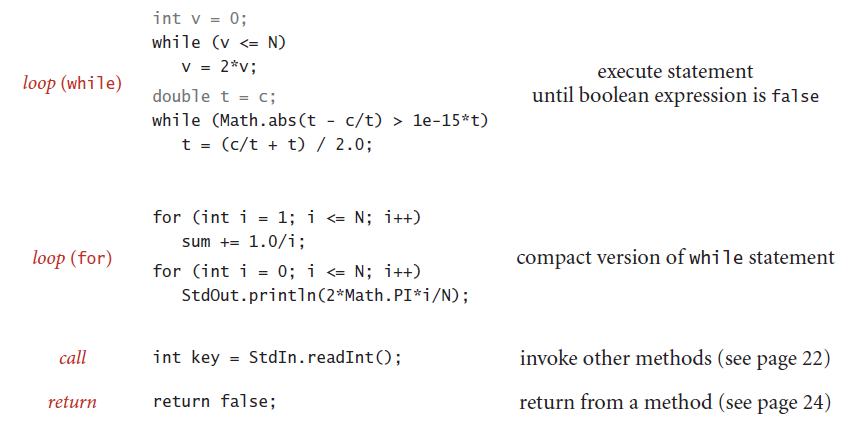 int v = 0;
while (v <= N)
v = 2*v;
double t = c;
while (Math.abs(t - c/t) > 1e-15*t)
t = (c/t + t) / 2.0;
loop (while)
execute statement
until boolean expression is false
for (int i = 1; i <= N; i++)
sum += 1.0/i;
for (int i = 0; i <= N; i++)
StdOut.println(2*Math.PI*i/N);
loop (for)
compact version of while statement
call
int key = StdIn.readInt();
invoke other methods (see page 22)
return
return false;
return from a method (see page 24)